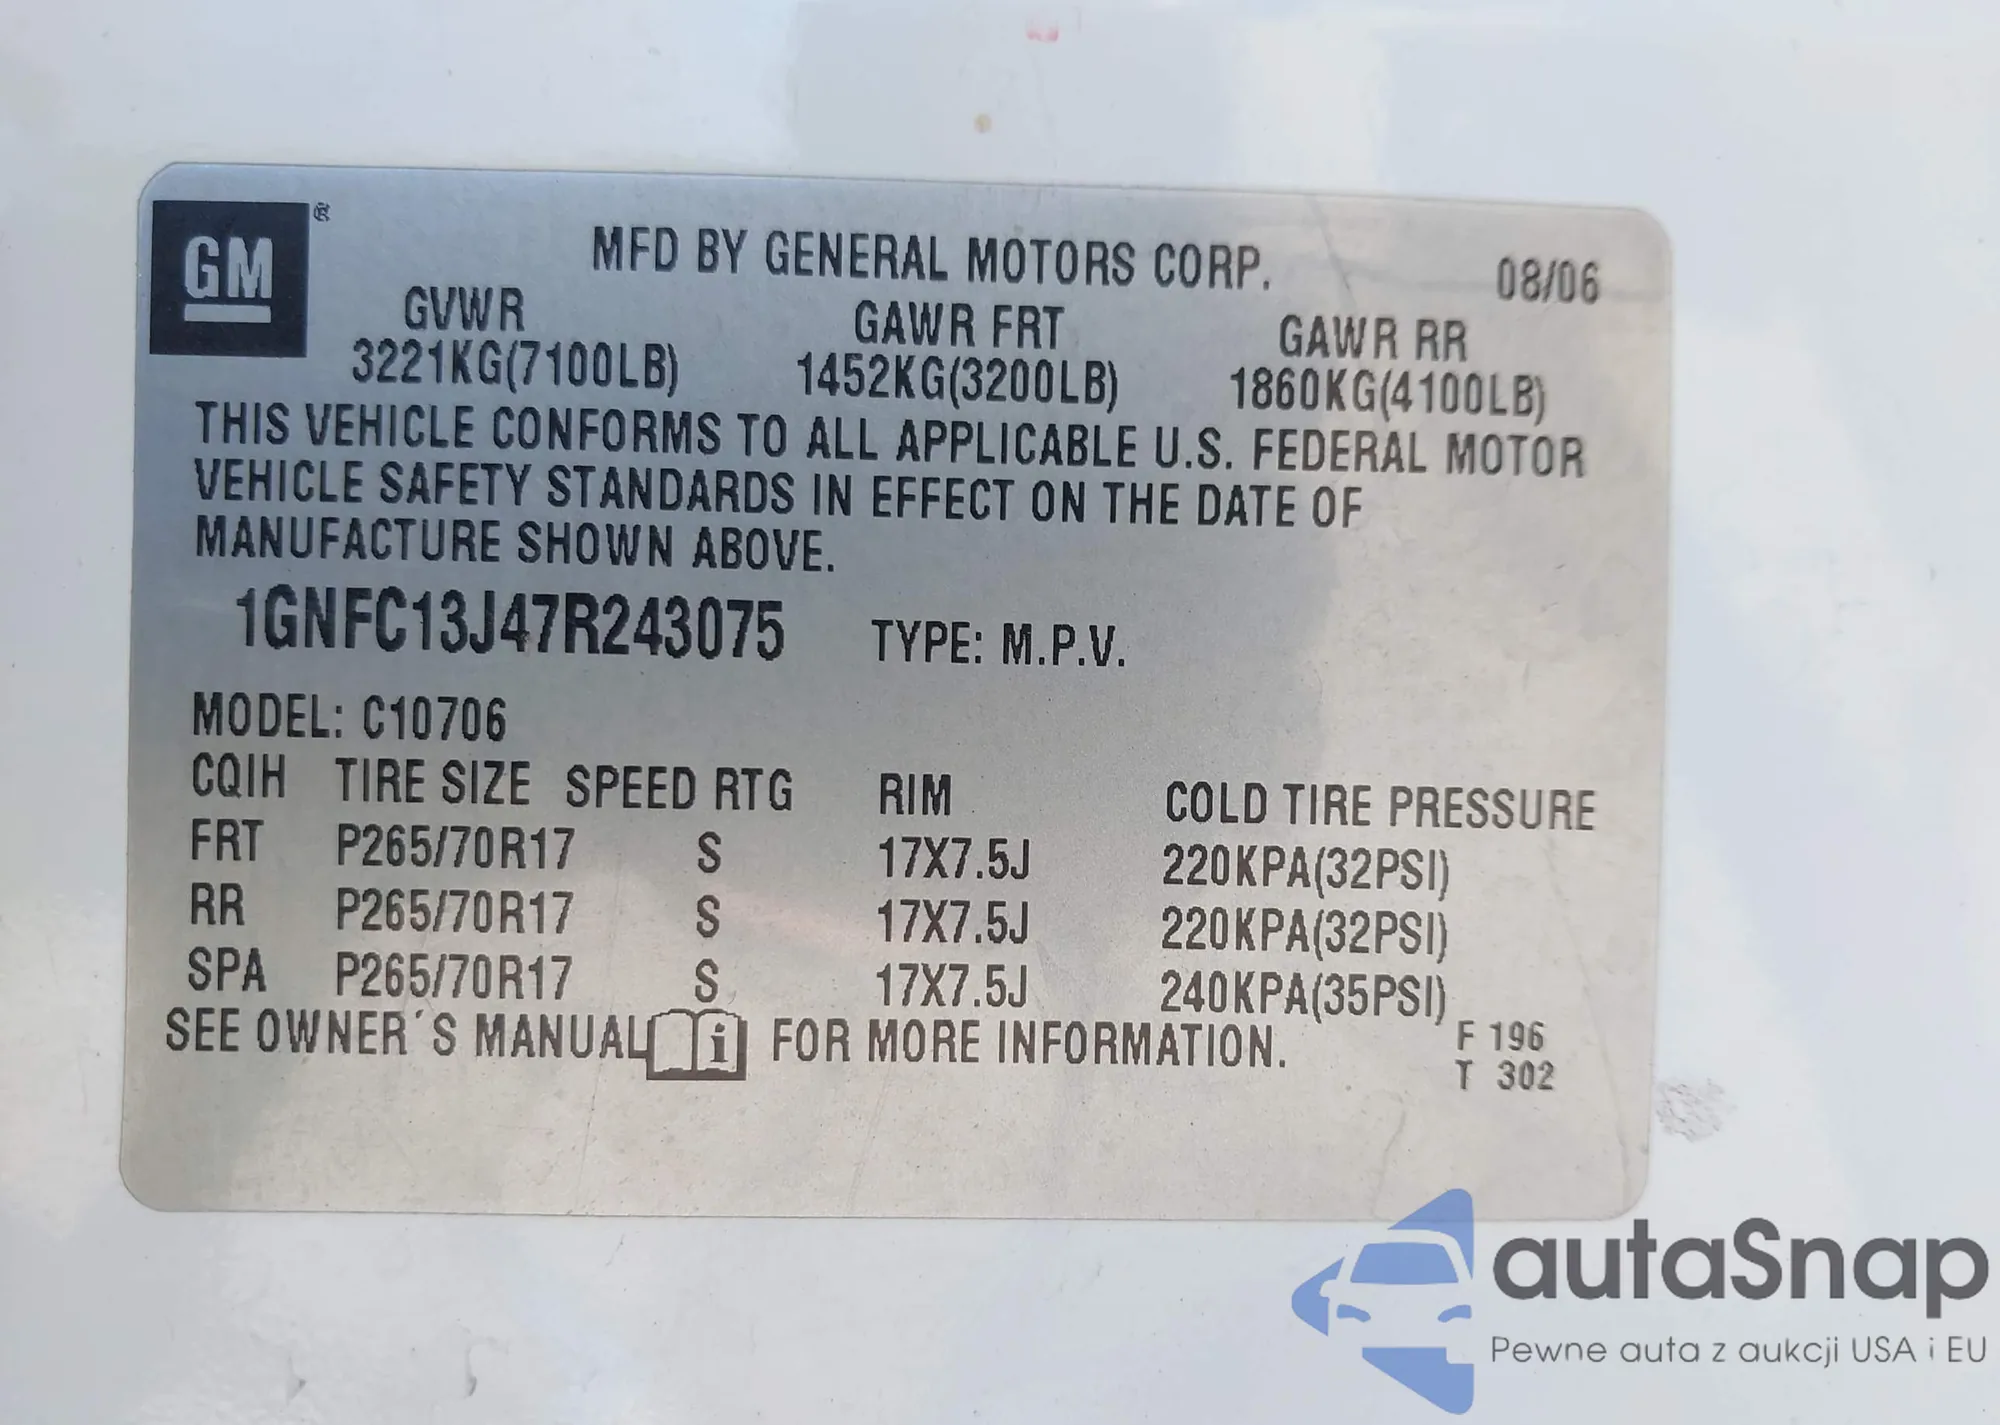 GM ®
MFD BY GENERAL MOTORS CORP. 08/06
GVWR GAWR FRT GAWR RR
3221KG(7100LB) 1452KG(3200LB) 1860KG(4100LB)
THIS VEHICLE CONFORMS TO ALL APPLICABLE U.S. FEDERAL MOTOR
VEHICLE SAFETY STANDARDS IN EFFECT ON THE DATE OF
MANUFACTURE SHOWN ABOVE.
1GNFC13J47R243075 TYPE: M.P.V.
MODEL: C10706
CQIH TIRE SIZE SPEED RTG RIM COLD TIRE PRESSURE
FRT P265/70R17 S 17X7.5J 220KPA(32PSI)
RR P265/70R17 S 17X7.5J 220KPA(32PSI)
SPA P265/70R17 S 17X7.5J 240KPA(35PSI)
SEE OWNER´S MANUAL i FOR MORE INFORMATION.
F 196
T 302
autaSnap
Pewne auta z aukcji USA i EU